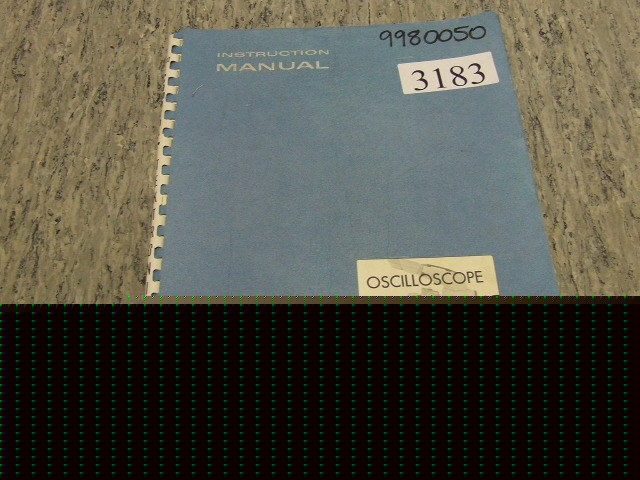 9980050
INSTRUCTION
MANUAL
3183
OSCILLOSCOPE